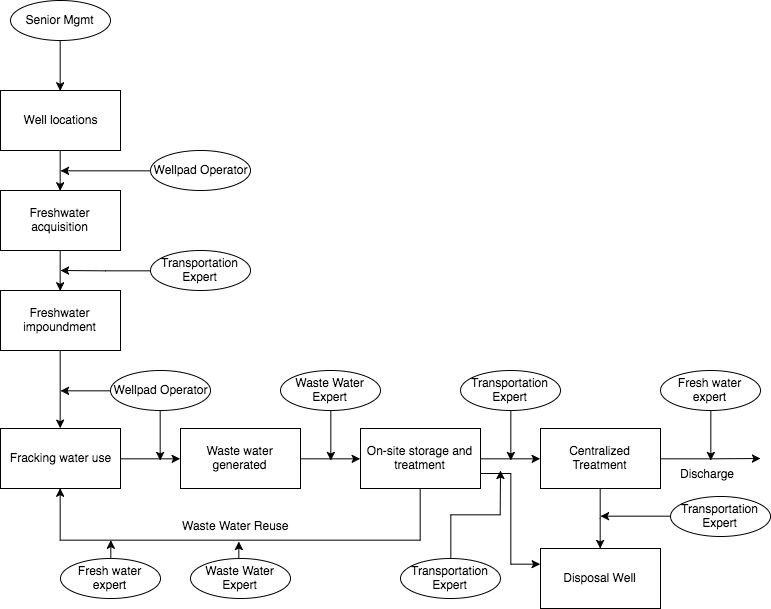 Senior Mgmt
Well locations
Wellpad Operator
Freshwater
acquisition
Transportation
Expert
Freshwater
impoundment
Wellpad Operator
Waste Water
Expert
Transportation
Expert
Fresh water
expert
Fracking water use
Waste water
generated
On-site storage and
treatment
Centralized
Treatment
Discharge
Transportation
Expert
Waste Water Reuse
Fresh water
expert
Waste Water
Expert
Transportation
Expert
Disposal Well